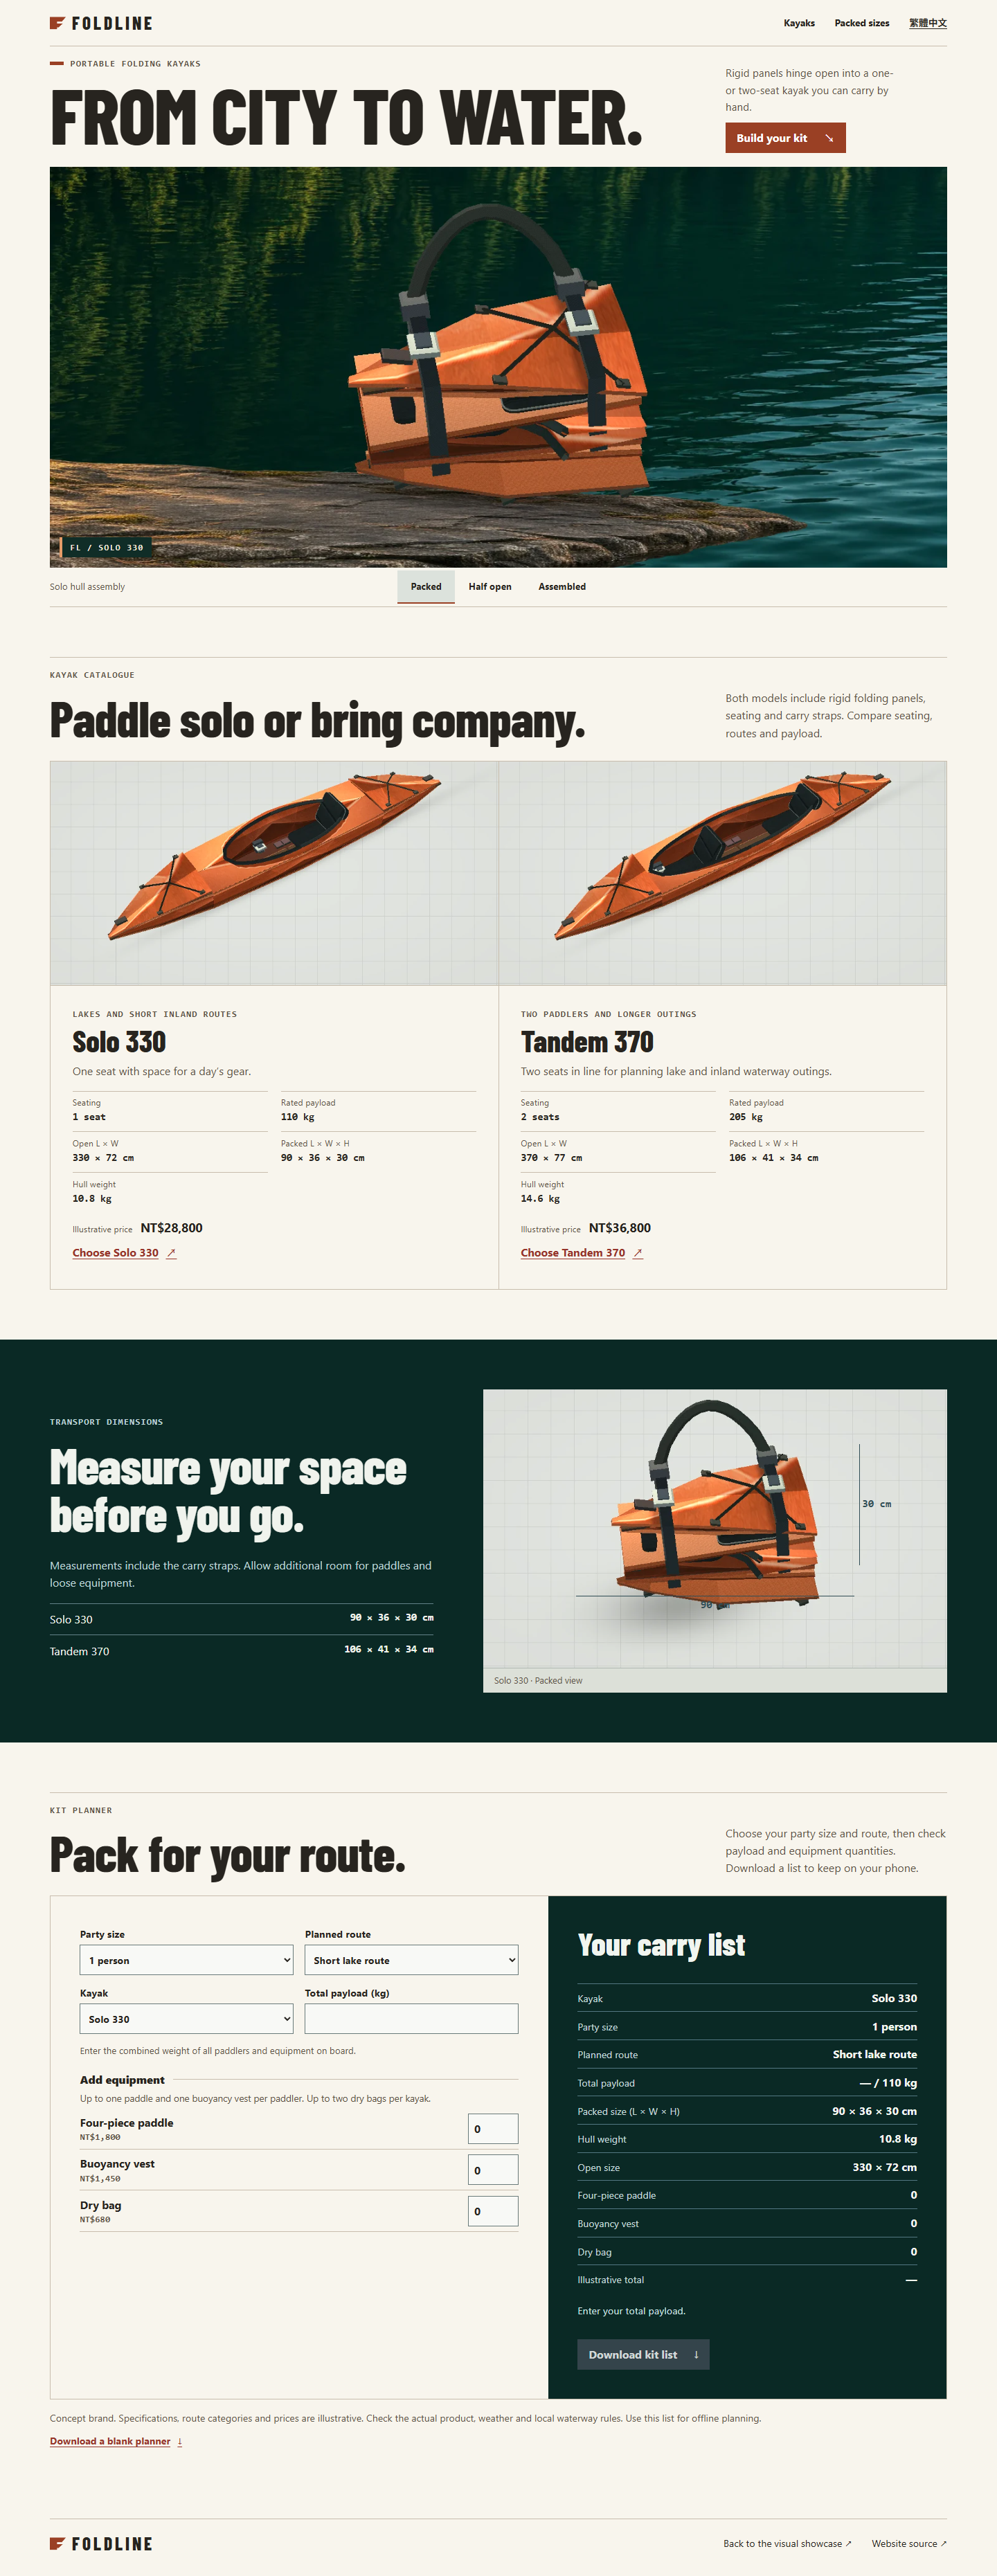 FOLDLINE
Kayaks
Packed sizes
繁體中文
PORTABLE FOLDING KAYAKS
FROM CITY TO WATER.
Rigid panels hinge open into a one-
or two-seat kayak you can carry by
hand.
Build your kit ↘
FL / SOLO 330
Solo hull assembly
Packed
Half open
Assembled
KAYAK CATALOGUE
Paddle solo or bring company.
Both models include rigid folding panels,
seating and carry straps. Compare seating,
routes and payload.
LAKES AND SHORT INLAND ROUTES
Solo 330
One seat with space for a day's gear.
Seating
1 seat
Rated payload
110 kg
Open L × W
330 × 72 cm
Packed L × W × H
90 × 36 × 30 cm
Hull weight
10.8 kg
Illustrative price NT$28,800
Choose Solo 330 ↗
TWO PADDLERS AND LONGER OUTINGS
Tandem 370
Two seats in line for planning lake and inland waterway outings.
Seating
2 seats
Rated payload
205 kg
Open L × W
370 × 77 cm
Packed L × W × H
106 × 41 × 34 cm
Hull weight
14.6 kg
Illustrative price NT$36,800
Choose Tandem 370 ↗
TRANSPORT DIMENSIONS
Measure your space
before you go.
Measurements include the carry straps. Allow additional room for paddles and
loose equipment.
Solo 330 90 × 36 × 30 cm
Tandem 370 106 × 41 × 34 cm
30 cm
90
Solo 330 · Packed view
KIT PLANNER
Pack for your route.
Choose your party size and route, then check
payload and equipment quantities.
Download a list to keep on your phone.
Party size
1 person
Planned route
Short lake route
Kayak
Solo 330
Total payload (kg)
Enter the combined weight of all paddlers and equipment on board.
Add equipment
Up to one paddle and one buoyancy vest per paddler. Up to two dry bags per kayak.
Four-piece paddle
NT$1,800
0
Buoyancy vest
NT$1,450
0
Dry bag
NT$680
0
Your carry list
Kayak Solo 330
Party size 1 person
Planned route Short lake route
Total payload — / 110 kg
Packed size (L × W × H) 90 × 36 × 30 cm
Hull weight 10.8 kg
Open size 330 × 72 cm
Four-piece paddle 0
Buoyancy vest 0
Dry bag 0
Illustrative total —
Enter your total payload.
Download kit list ↓
Concept brand. Specifications, route categories and prices are illustrative. Check the actual product, weather and local waterway rules. Use this list for offline planning.
Download a blank planner ↓
FOLDLINE
Back to the visual showcase ↗
Website source ↗